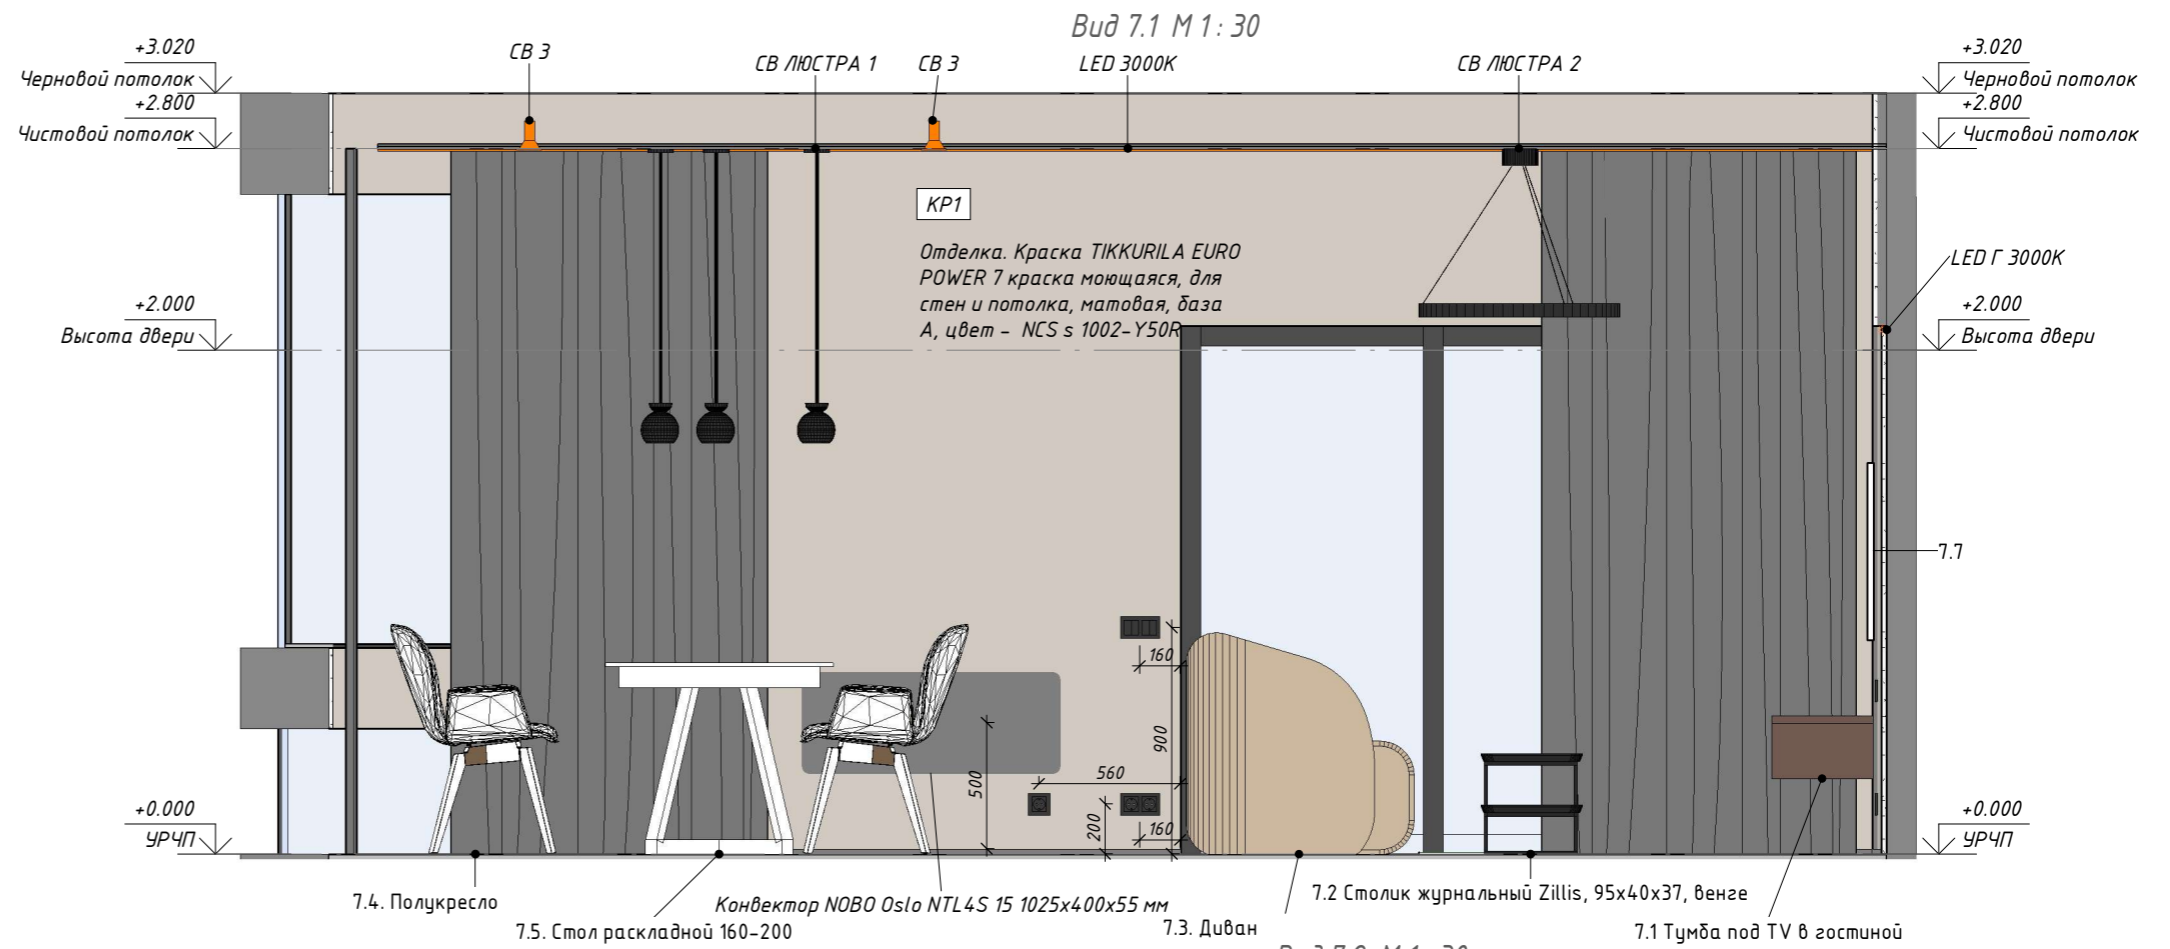 Вид 7.1 М 1 : 30
+3.020
Черновой потолок
+2.800
Чистовой потолок
СВ 3
СВ ЛЮСТРА 1
СВ 3
LED 3000К
СВ ЛЮСТРА 2
+3.020
Черновой потолок
+2.800
Чистовой потолок
КР1
Отделка. Краска TIKKURILA EURO
POWER 7 краска моющаяся, для
стен и потолка, матовая, база
А, цвет - NCS s 1002-Y50R
LED Г 3000К
+2.000
Высота двери
+2.000
Высота двери
7.7
160
900
560
500
200
160
+0.000
УРЧП
+0.000
УРЧП
7.4. Полукресло
7.5. Стол раскладной 160-200
Конвектор NOBO Oslo NTL4S 15 1025х400х55 мм
7.3. Диван
7.2 Столик журнальный Zillis, 95х40х37, венге
7.1 Тумба под TV в гостиной